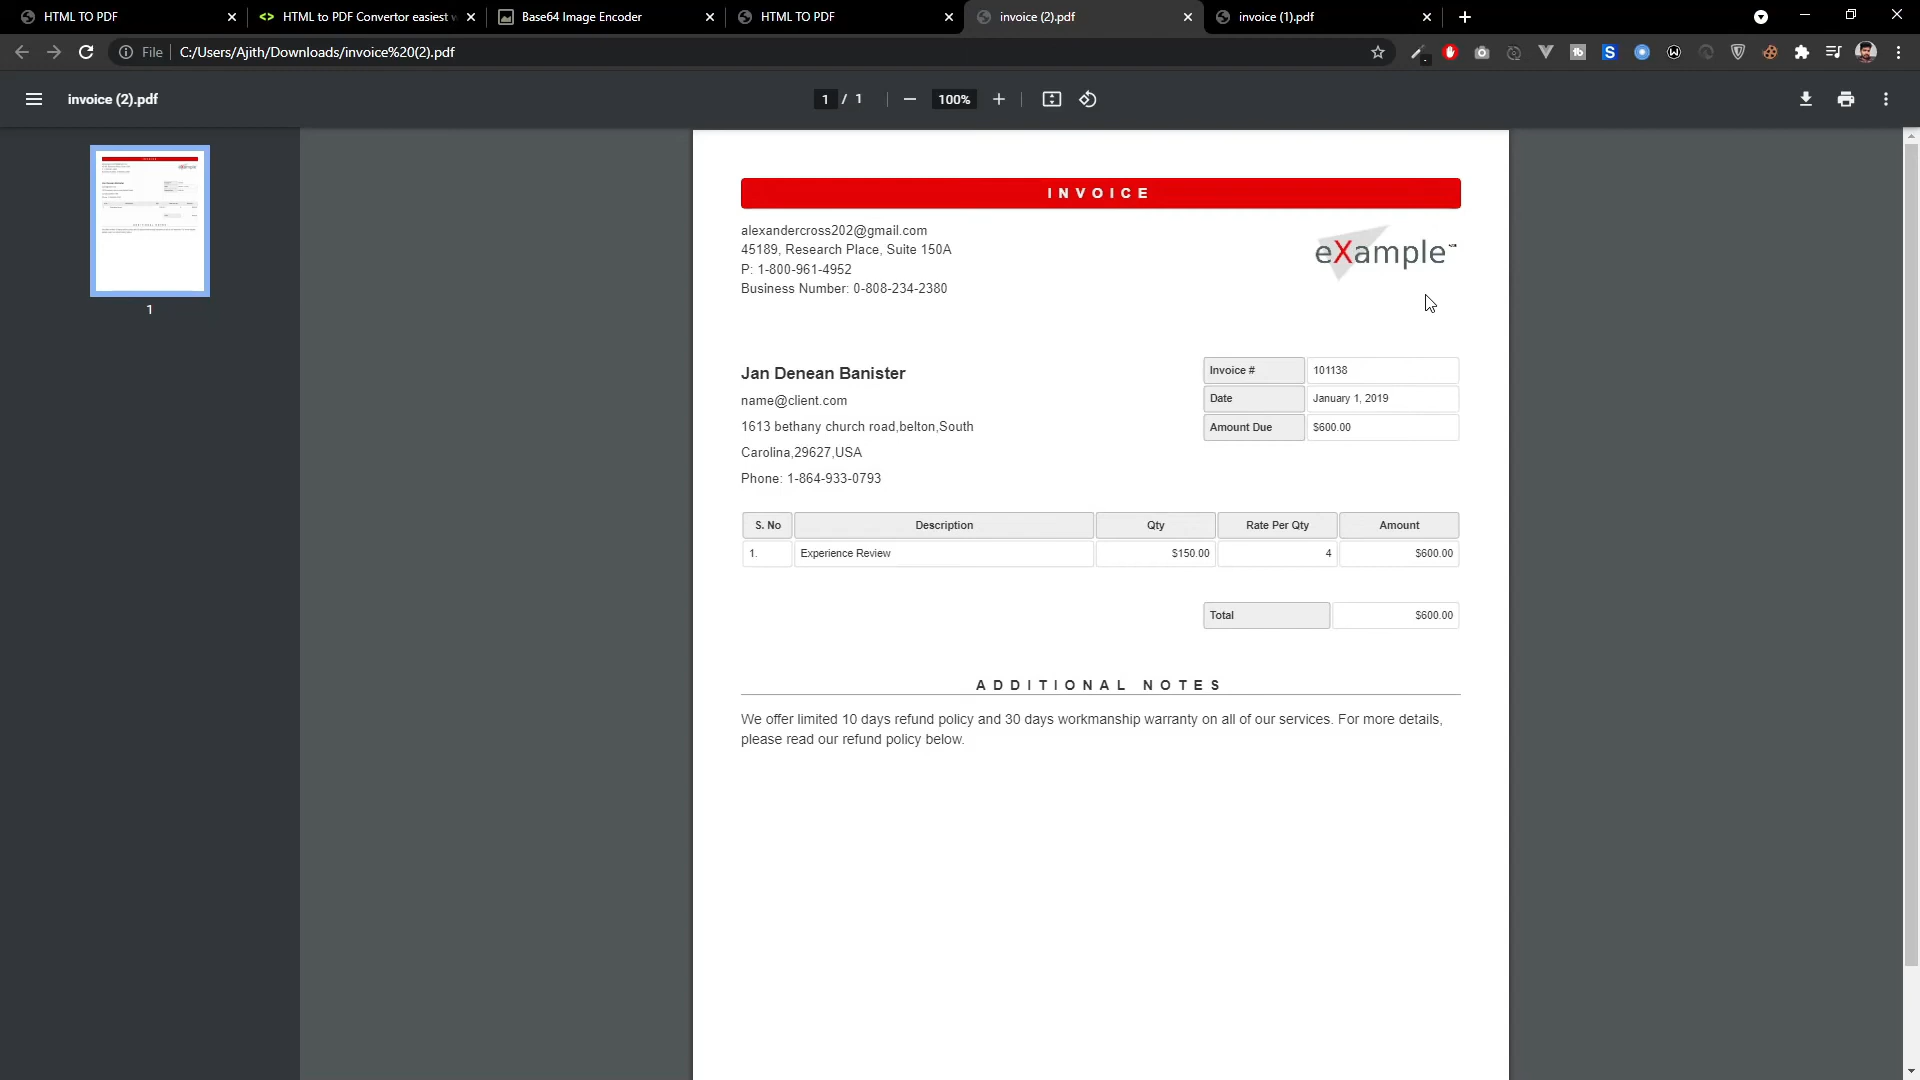 HTML TO PDF
HTML to PDF Convertor easiest w
Base64 Image Encoder
HTML TO PDF
invoice (2).pdf
invoice (1).pdf
File
C:/Users/Ajith/Downloads/invoice%20(2).pdf
invoice (2).pdf
1 / 1
100%
1
INVOICE
alexandercross202@gmail.com
45189, Research Place, Suite 150A
P: 1-800-961-4952
Business Number: 0-808-234-2380
eXample
Jan Denean Banister
name@client.com
1613 bethany church road,belton,South
Carolina,29627,USA
Phone: 1-864-933-0793
Invoice # 101138
Date January 1, 2019
Amount Due $600.00
S. No Description Qty Rate Per Qty Amount
1. Experience Review $150.00 4 $600.00
Total $600.00
ADDITIONAL NOTES
We offer limited 10 days refund policy and 30 days workmanship warranty on all of our services. For more details,
please read our refund policy below.